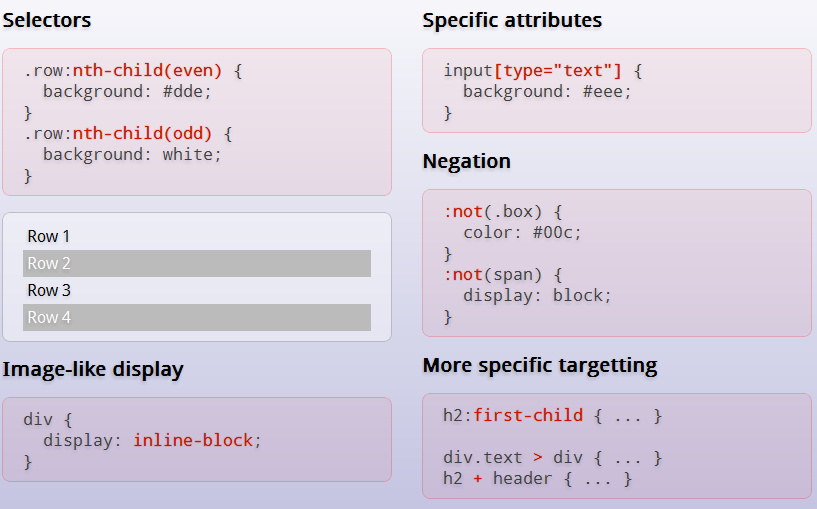 Selectors
.row:nth-child(even) {
  background: #dde;
}
.row:nth-child(odd) {
  background: white;
}
Row 1
Row 2
Row 3
Row 4
Image-like display
div {
  display: inline-block;
}
Specific attributes
input[type="text"] {
  background: #eee;
}
Negation
:not(.box) {
  color: #00c;
}
:not(span) {
  display: block;
}
More specific targetting
h2:first-child { ... }
div.text > div { ... }
h2 + header { ... }